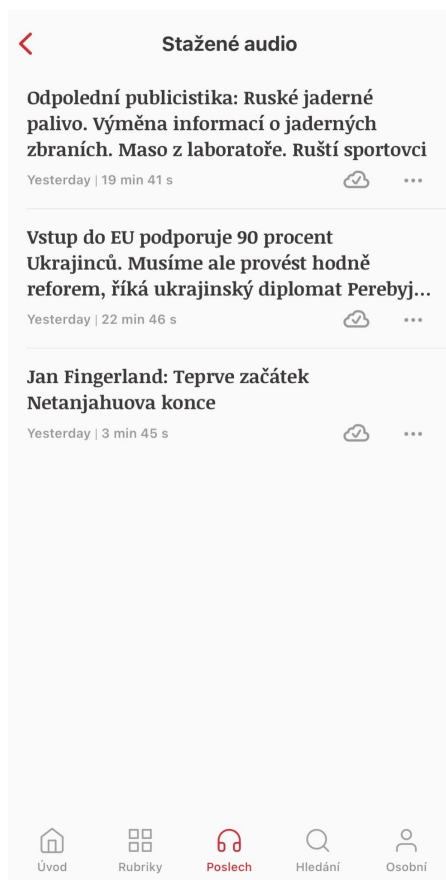 Stažené audio
Odpolední publicistika: Ruské jaderné
palivo. Výměna informací o jaderných
zbraních. Maso z laboratoře. Ruští sportovci
Yesterday | 19 min 41 s
Vstup do EU podporuje 90 procent
Ukrajinců. Musíme ale provést hodně
reforem, říká ukrajinský diplomat Perebyj...
Yesterday | 22 min 46 s
Jan Fingerland: Teprve začátek
Netanjahuova konce
Yesterday | 3 min 45 s
Úvod Rubriky Poslech Hledání Osobní